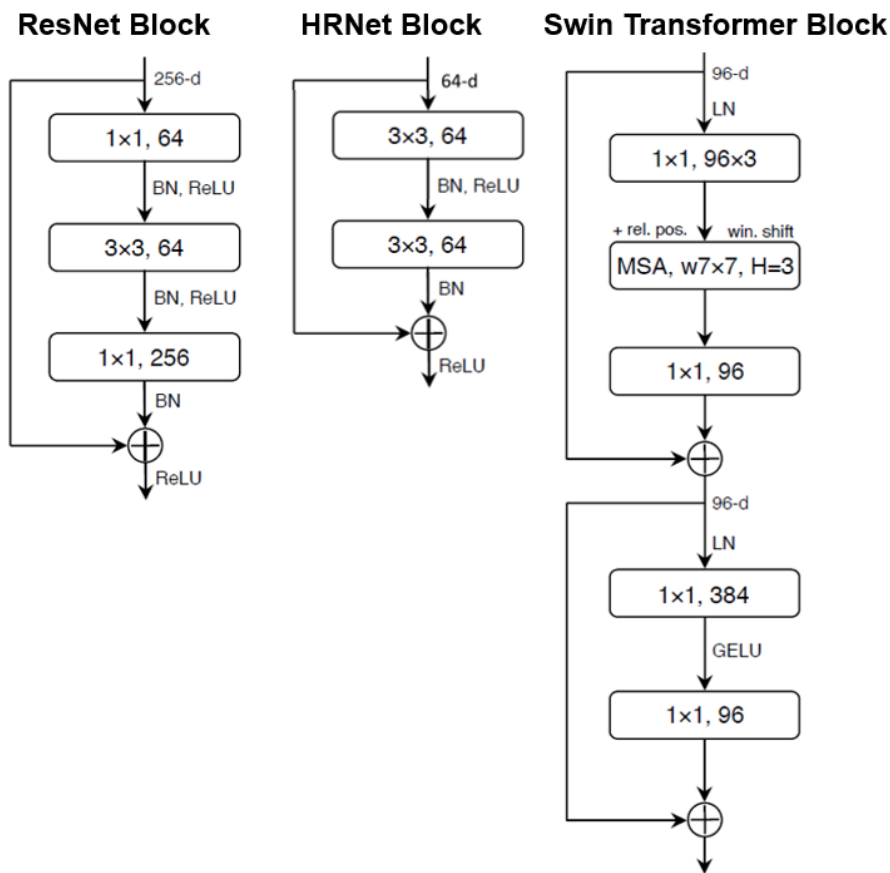 ResNet Block
256-d
1×1, 64
BN, ReLU
3×3, 64
BN, ReLU
1×1, 256
BN
ReLU
HRNet Block
64-d
3×3, 64
BN, ReLU
3×3, 64
BN
ReLU
Swin Transformer Block
96-d
LN
1×1, 96×3
+ rel. pos. win. shift
MSA, w7×7, H=3
1×1, 96
96-d
LN
1×1, 384
GELU
1×1, 96